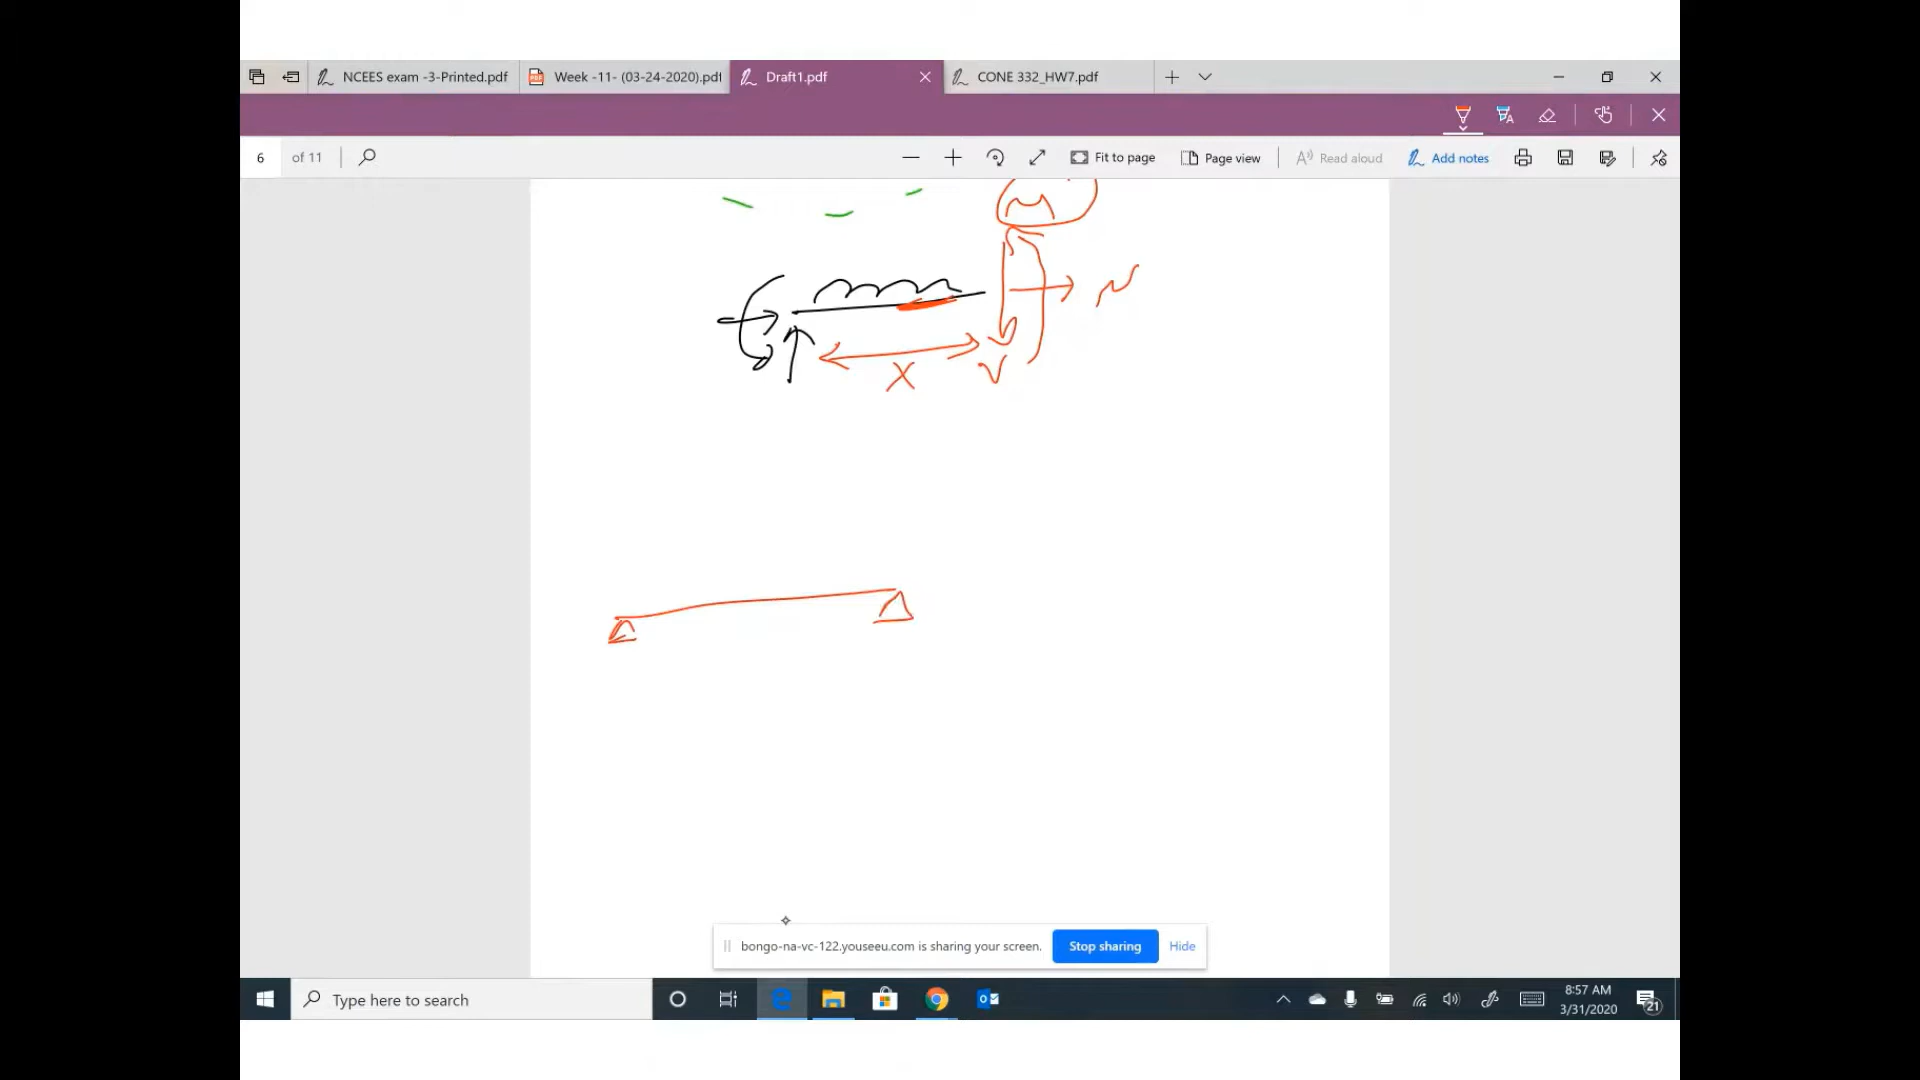 NCEES exam -3-Printed.pdf
Week -11- (03-24-2020).pdf
Draft1.pdf
CONE 332_HW7.pdf
6 of 11
Fit to page
Page view
Read aloud
Add notes
M
N
X
V
bongo-na-vc-122.youseeu.com is sharing your screen.
Stop sharing
Hide
Type here to search
8:57 AM
3/31/2020
21